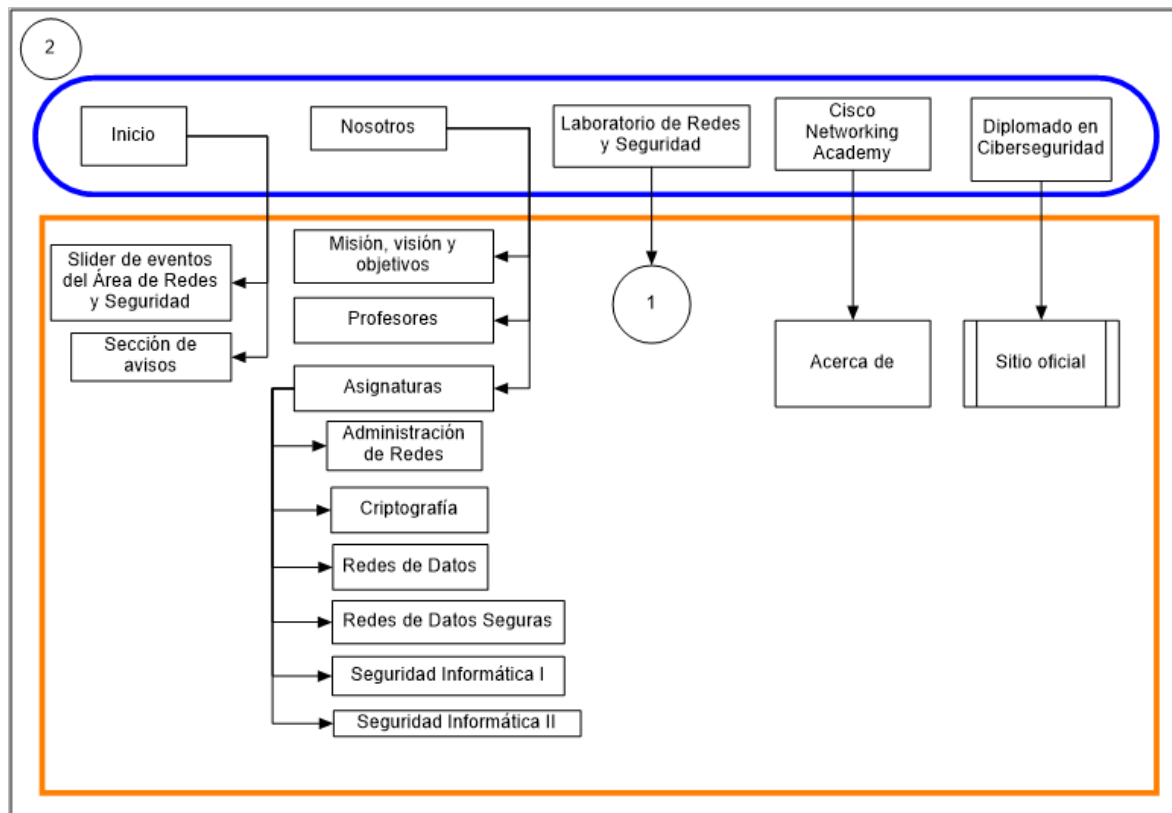 2
Inicio
Nosotros
Laboratorio de Redes
y Seguridad
Cisco
Networking
Academy
Diplomado en
Ciberseguridad
Slider de eventos
del Área de Redes
y Seguridad
Sección de
avisos
Misión, visión y
objetivos
Profesores
Asignaturas
Administración
de Redes
Criptografía
Redes de Datos
Redes de Datos Seguras
Seguridad Informática I
Seguridad Informática II
1
Acerca de
Sitio oficial